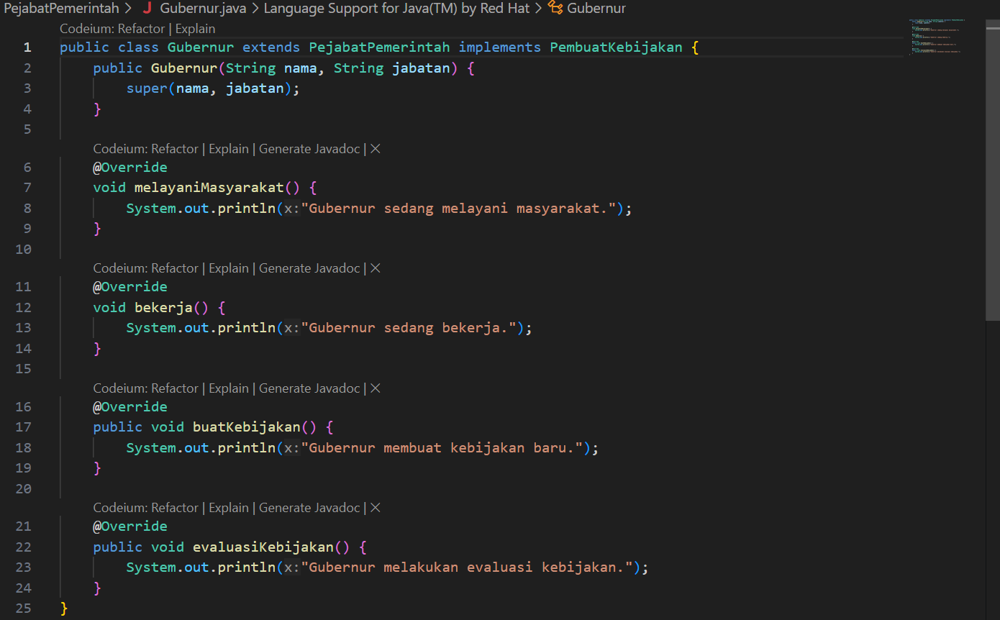 PejabatPemerintah > J Gubernur.java > Language Support for Java(TM) by Red Hat > Gubernur
Codeium: Refactor | Explain
1 public class Gubernur extends PejabatPemerintah implements PembuatKebijakan {
2 public Gubernur(String nama, String jabatan) {
3 super(nama, jabatan);
4 }
5
Codeium: Refactor | Explain | Generate Javadoc | ✕
6 @Override
7 void melayaniMasyarakat() {
8 System.out.println(x:"Gubernur sedang melayani masyarakat.");
9 }
10
Codeium: Refactor | Explain | Generate Javadoc | ✕
11 @Override
12 void bekerja() {
13 System.out.println(x:"Gubernur sedang bekerja.");
14 }
15
Codeium: Refactor | Explain | Generate Javadoc | ✕
16 @Override
17 public void buatKebijakan() {
18 System.out.println(x:"Gubernur membuat kebijakan baru.");
19 }
20
Codeium: Refactor | Explain | Generate Javadoc | ✕
21 @Override
22 public void evaluasiKebijakan() {
23 System.out.println(x:"Gubernur melakukan evaluasi kebijakan.");
24 }
25 }